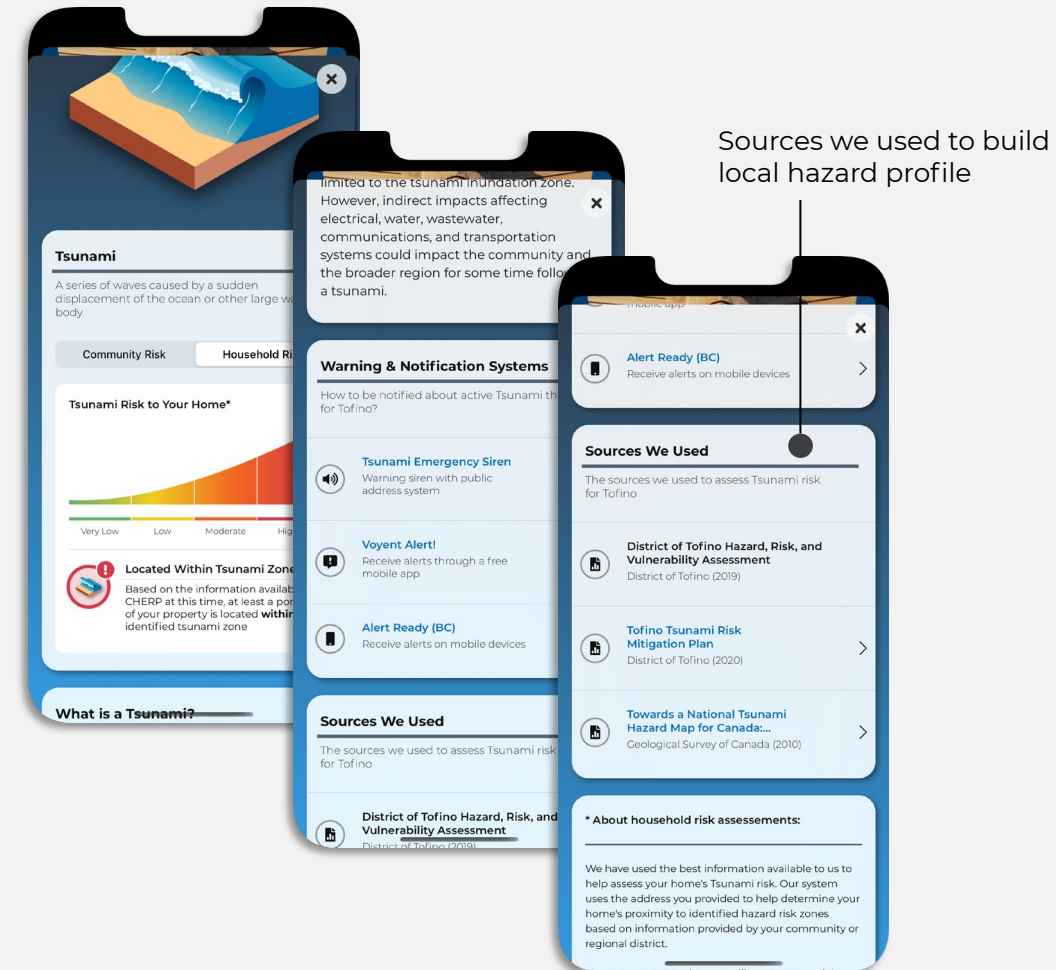 Sources we used to build
local hazard profile
Tsunami
A series of waves caused by a sudden
displacement of the ocean or other large
body
Community Risk
Household
Tsunami Risk to Your Home*
Very Low
Low
Moderate
Located Within Tsunami Zone
Based on the information
CHERP at this time, at least a
of your property is located within
identified tsunami zone
What is a Tsunami?
limited to the tsunami inundation zone.
However, indirect impacts affecting
electrical, water, wastewater,
communications, and transportation
systems could impact the community and
the broader region for some time
a tsunami.
Warning & Notification Systems
How to be notified about active Tsunami
for Tofino?
Tsunami Emergency Siren
Warning siren with public
address system
Voyent Alert!
Receive alerts through a free
mobile app
Alert Ready (BC)
Receive alerts on mobile devices
Sources We Used
The sources we used to assess Tsunami risk
for Tofino
District of Tofino Hazard, Risk, and
Vulnerability Assessment
District of Tofino (2019)
mobile app
Alert Ready (BC)
Receive alerts on mobile devices
Sources We Used
The sources we used to assess Tsunami risk
for Tofino
District of Tofino Hazard, Risk, and
Vulnerability Assessment
District of Tofino (2019)
Tofino Tsunami Risk
Mitigation Plan
District of Tofino (2020)
Towards a National Tsunami
Hazard Map for Canada:...
Geological Survey of Canada (2010)
* About household risk assessements:
We have used the best information available to us to
help assess your home's Tsunami risk. Our system
uses the address you provided to help determine your
home's proximity to identified hazard risk zones
based on information provided by your community or
regional district.